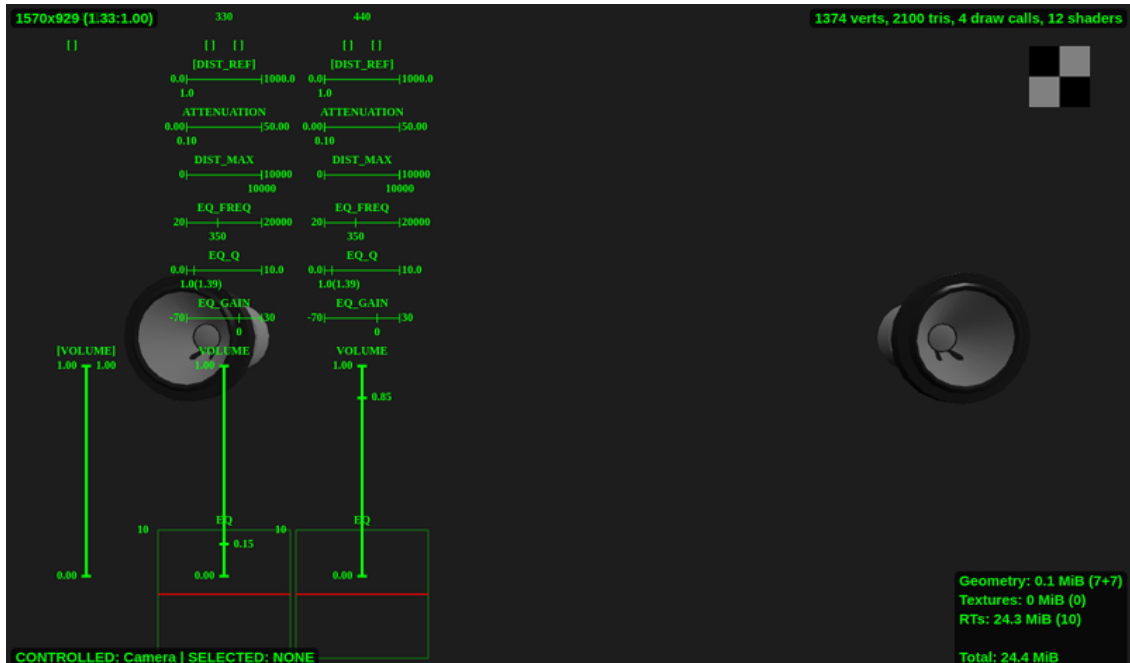 1570x929 (1.33:1.00)
330
440
1374 verts, 2100 tris, 4 draw calls, 12 shaders
[ ]
[ ] [ ]
[ ] [ ]
[DIST_REF] [DIST_REF]
0.0 1000.0 0.0 1000.0
1.0 1.0
ATTENUATION ATTENUATION
0.00 50.00 0.00 50.00
0.10 0.10
DIST_MAX DIST_MAX
0 10000 0 10000
10000 10000
EQ_FREQ EQ_FREQ
20 20000 20 20000
350 350
EQ_Q EQ_Q
0.0 10.0 0.0 10.0
1.0(1.39) 1.0(1.39)
EQ_GAIN EQ_GAIN
-70 30 -70 30
0 0
[VOLUME] VOLUME VOLUME
1.00 1.00 1.00 1.00
0.85
EQ EQ
10 10
0.15
0.00 0.00 0.00
Geometry: 0.1 MiB (7+7)
Textures: 0 MiB (0)
RTs: 24.3 MiB (10)
Total: 24.4 MiB
CONTROLLED: Camera | SELECTED: NONE